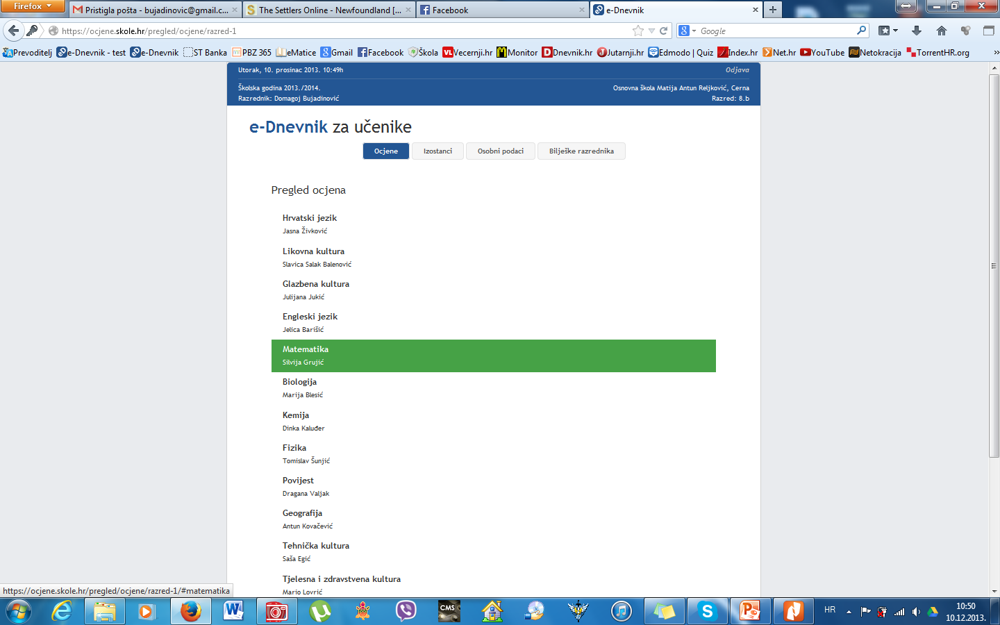 Firefox
Pristigla pošta - bujadinovic@gmail.c...
The Settlers Online - Newfoundland [...
Facebook
e-Dnevnik
https://ocjene.skole.hr/pregled/ocjene/razred-1
Google
Prevoditelj e-Dnevnik - test e-Dnevnik ST Banka PBZ 365 eMatice Gmail Facebook Škola Vecernji.hr Monitor Dnevnik.hr Jutarnji.hr Edmodo | Quiz Index.hr Net.hr YouTube Netokracija TorrentHR.org
Utorak, 10. prosinac 2013. 10:49h
Odjava
Školska godina 2013./2014.
Osnovna škola Matija Antun Reljković, Cerna
Razrednik: Domagoj Bujadinović
Razred: 8.b
e-Dnevnik za učenike
Ocjene Izostanci Osobni podaci Bilješke razrednika
Pregled ocjena
Hrvatski jezik
Jasna Živković
Likovna kultura
Slavica Salak Balenović
Glazbena kultura
Julijana Jukić
Engleski jezik
Jelica Barišić
Matematika
Silvija Grujić
Biologija
Marija Blesić
Kemija
Dinka Kaluđer
Fizika
Tomislav Šunjić
Povijest
Dragana Valjak
Geografija
Antun Kovačević
Tehnička kultura
Saša Egić
Tjelesna i zdravstvena kultura
Mario Lovrić
https://ocjene.skole.hr/pregled/ocjene/razred-1/#matematika
CMS
HR
10:50
10.12.2013.